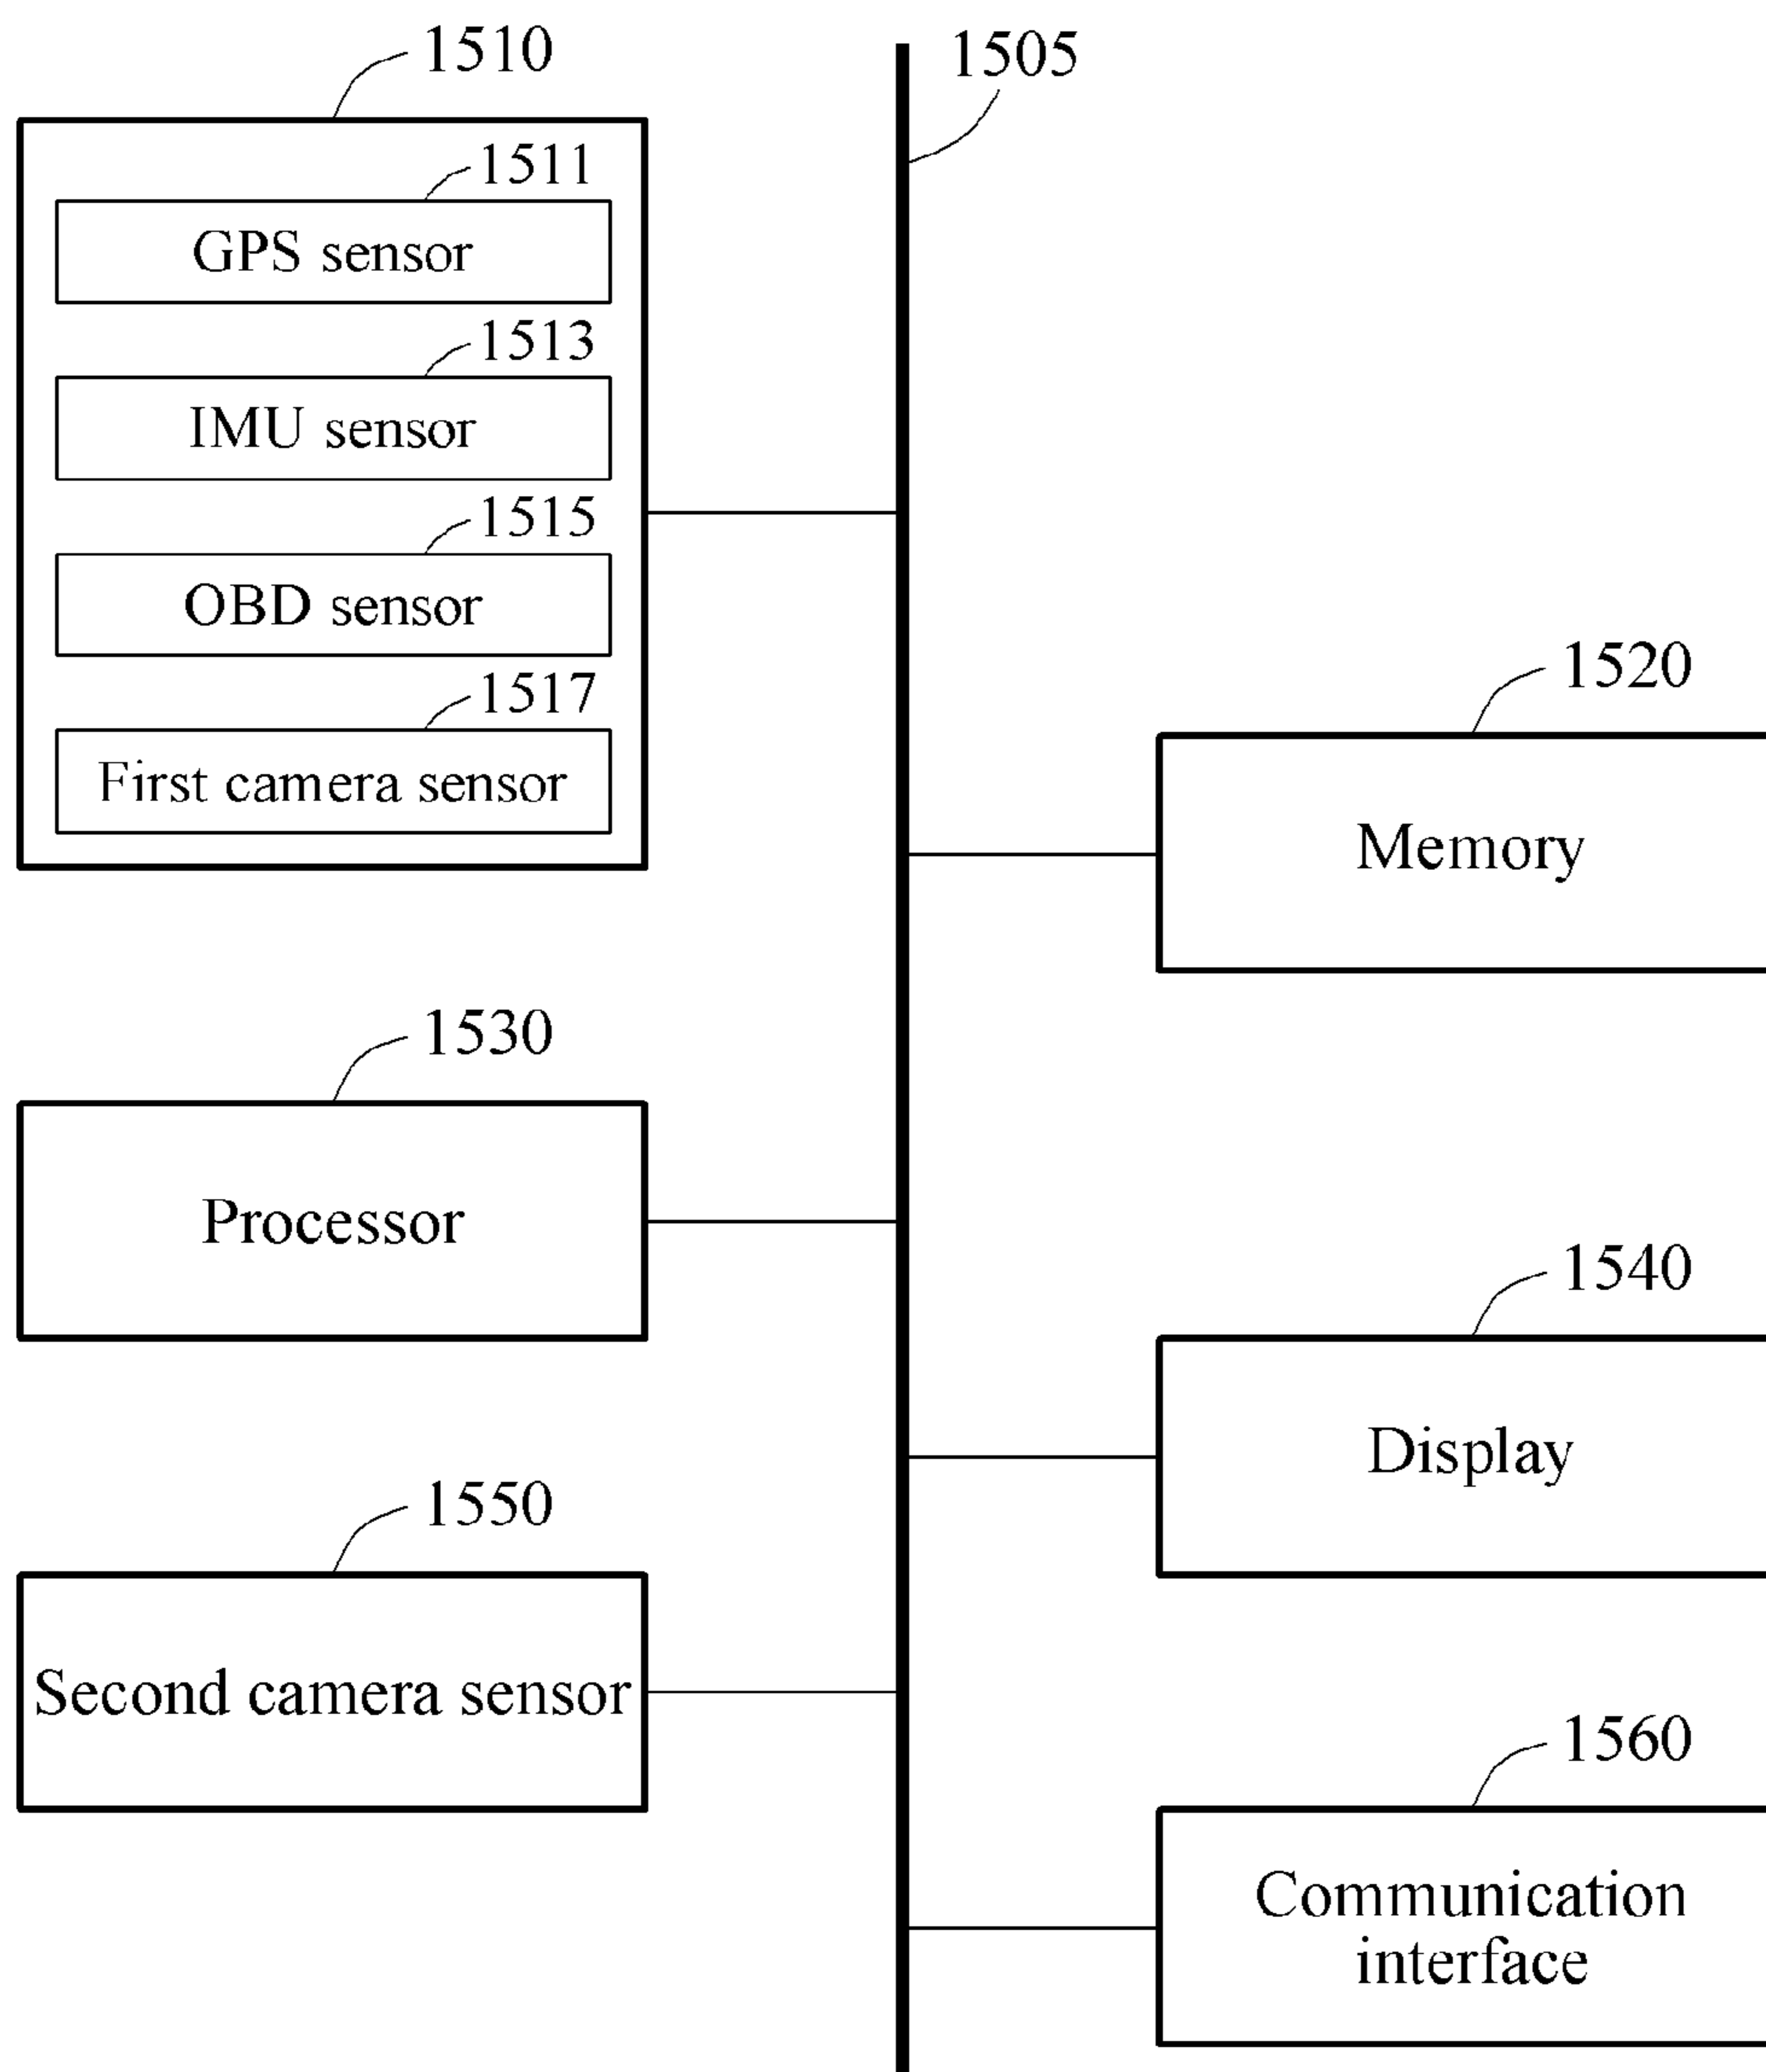 1510
1505
1511
GPS sensor
1513
IMU sensor
1515
OBD sensor
1517
First camera sensor
1520
Memory
1530
Processor
1540
Display
1550
Second camera sensor
1560
Communication
interface